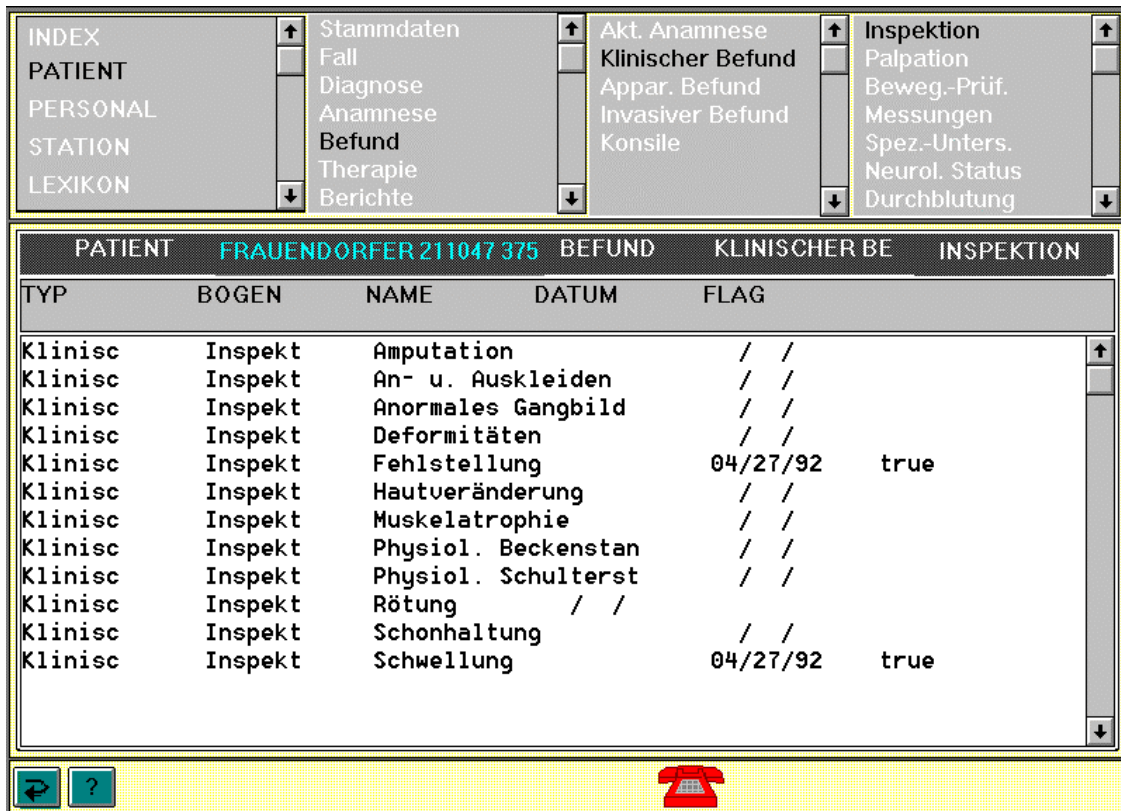 INDEX
PATIENT
PERSONAL
STATION
LEXIKON
Stammdaten
Fall
Diagnose
Anamnese
Befund
Therapie
Berichte
Akt. Anamnese
Klinischer Befund
Appar. Befund
Invasiver Befund
Konsile
Inspektion
Palpation
Beweg.-Prüf.
Messungen
Spez.-Unters.
Neurol. Status
Durchblutung
PATIENT FRAUENDORFER 211047 375 BEFUND KLINISCHER BE INSPEKTION
TYP BOGEN NAME DATUM FLAG
Klinisc Inspekt Amputation / /
Klinisc Inspekt An- u. Auskleiden / /
Klinisc Inspekt Anormales Gangbild / /
Klinisc Inspekt Deformitäten / /
Klinisc Inspekt Fehlstellung 04/27/92 true
Klinisc Inspekt Hautveränderung / /
Klinisc Inspekt Muskelatrophie / /
Klinisc Inspekt Physiol. Beckenstan / /
Klinisc Inspekt Physiol. Schulterst / /
Klinisc Inspekt Rötung / /
Klinisc Inspekt Schonhaltung / /
Klinisc Inspekt Schwellung 04/27/92 true
?